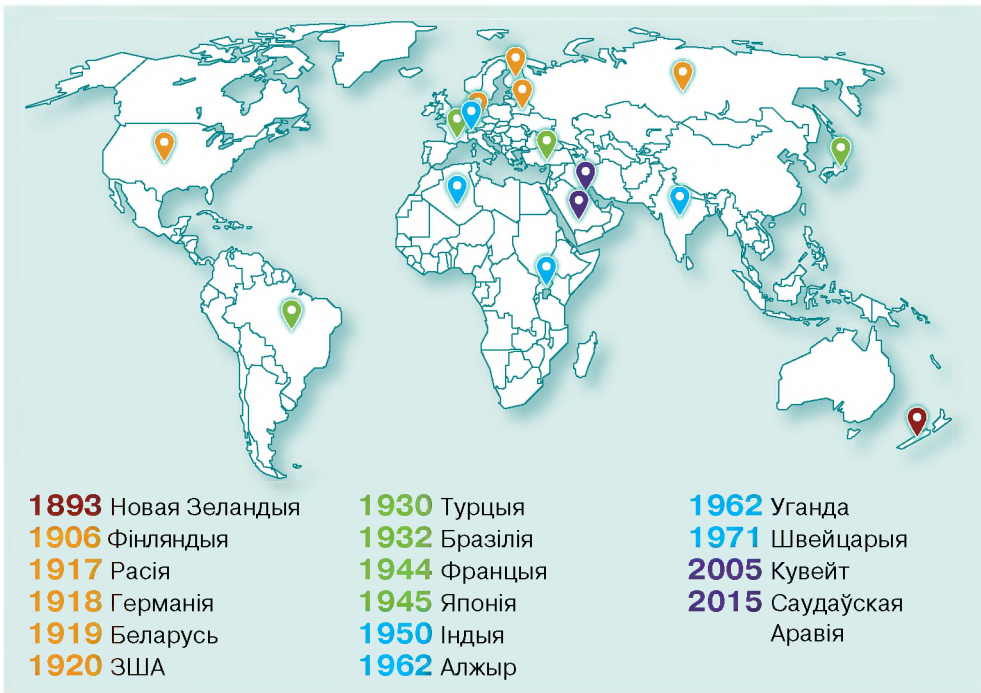 1893 Новая Зеландыя
1906 Фінляндыя
1917 Расія
1918 Германія
1919 Беларусь
1920 ЗША
1930 Турцыя
1932 Бразілія
1944 Францыя
1945 Японія
1950 Індыя
1962 Алжыр
1962 Уганда
1971 Швейцарыя
2005 Кувейт
2015 Саудаўская
Аравія